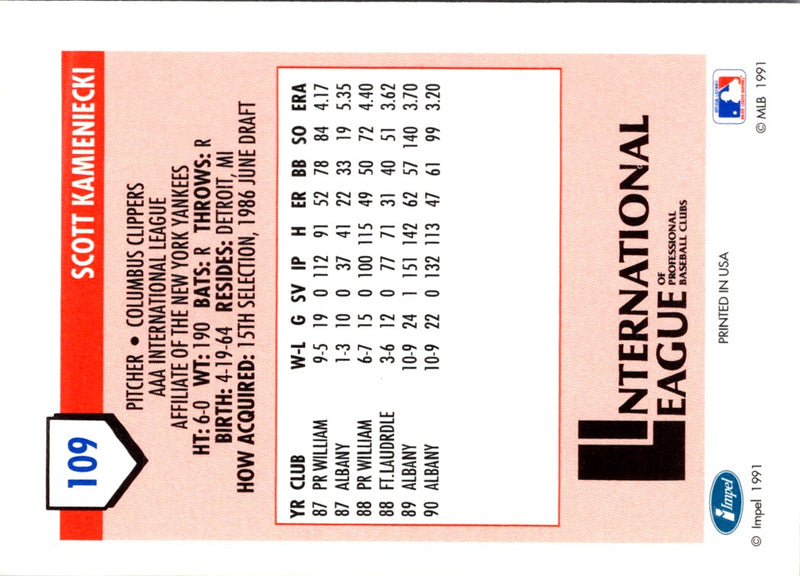 109
SCOTT KAMIENIECKI
PITCHER • COLUMBUS CLIPPERS
AAA INTERNATIONAL LEAGUE
AFFILIATE OF THE NEW YORK YANKEES
HT: 6-0 WT: 190 BATS: R THROWS: R
BIRTH: 4-19-64 RESIDES: DETROIT, MI
HOW ACQUIRED: 15TH SELECTION, 1986 JUNE DRAFT
YR CLUB W-L G SV IP H ER BB SO ERA
87 PR WILLIAM 9-5 19 0 112 91 52 78 84 4.17
87 ALBANY 1-3 10 0 37 41 22 33 19 5.35
88 PR WILLIAM 6-7 15 0 100 115 49 50 72 4.40
88 FT.LAUDRDLE 3-6 12 0 77 71 31 40 51 3.62
89 ALBANY 10-9 24 1 151 142 62 57 140 3.70
90 ALBANY 10-9 22 0 132 113 47 61 99 3.20
INTERNATIONAL
LEAGUE OF PROFESSIONAL BASEBALL CLUBS
Impel
© Impel 1991
PRINTED IN USA
© MLB 1991